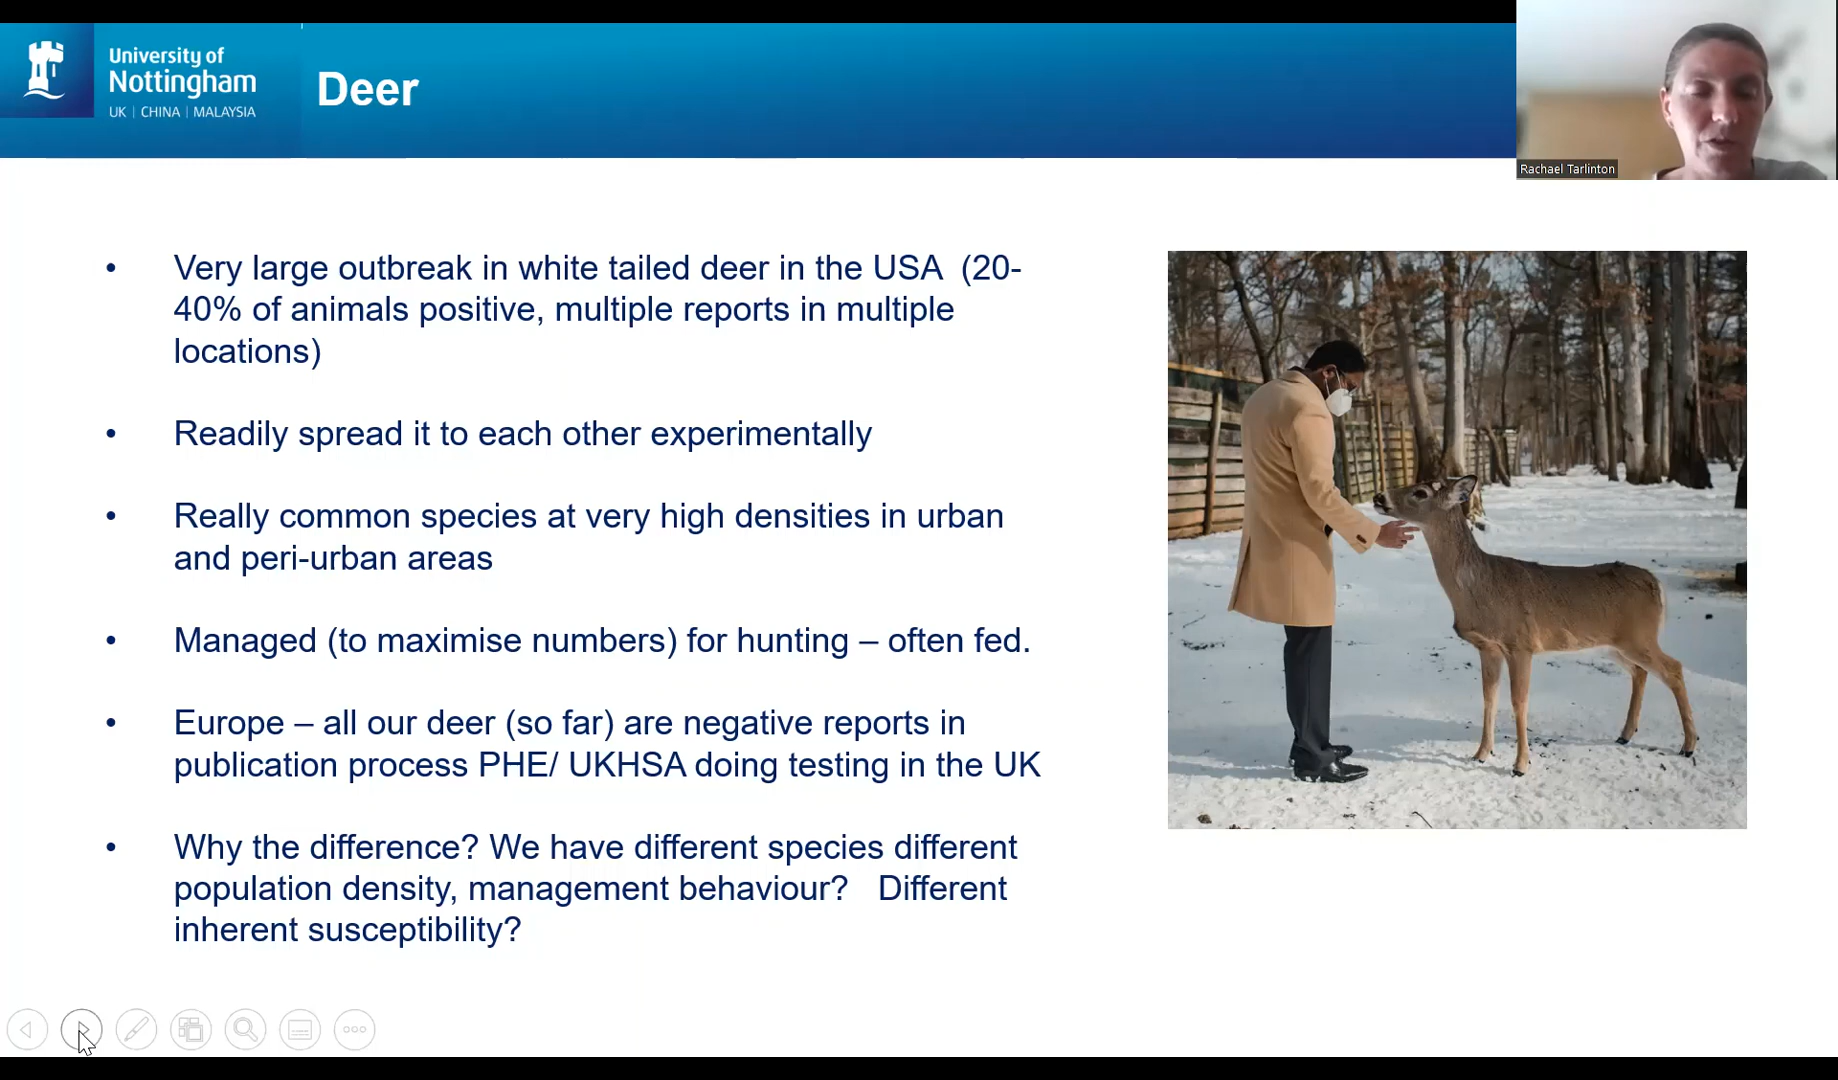 University of
Nottingham
UK | CHINA | MALAYSIA
Deer
Rachael Tarlinton
• Very large outbreak in white tailed deer in the USA (20-
40% of animals positive, multiple reports in multiple
locations)
• Readily spread it to each other experimentally
• Really common species at very high densities in urban
and peri-urban areas
• Managed (to maximise numbers) for hunting – often fed.
• Europe – all our deer (so far) are negative reports in
publication process PHE/ UKHSA doing testing in the UK
• Why the difference? We have different species different
population density, management behaviour? Different
inherent susceptibility?